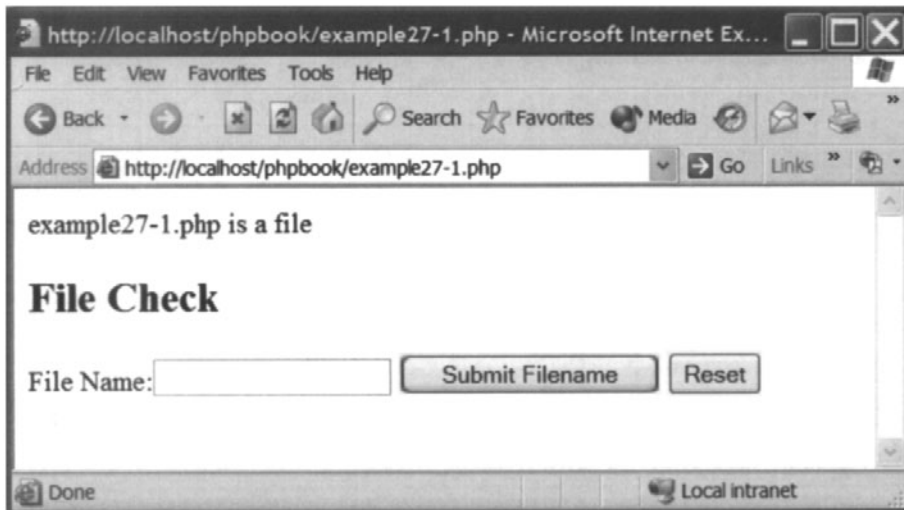 http://localhost/phpbook/example27-1.php - Microsoft Internet Ex...
File Edit View Favorites Tools Help
Back Search Favorites Media »
Address http://localhost/phpbook/example27-1.php Go Links »
example27-1.php is a file
File Check
File Name: Submit Filename Reset
Done Local intranet